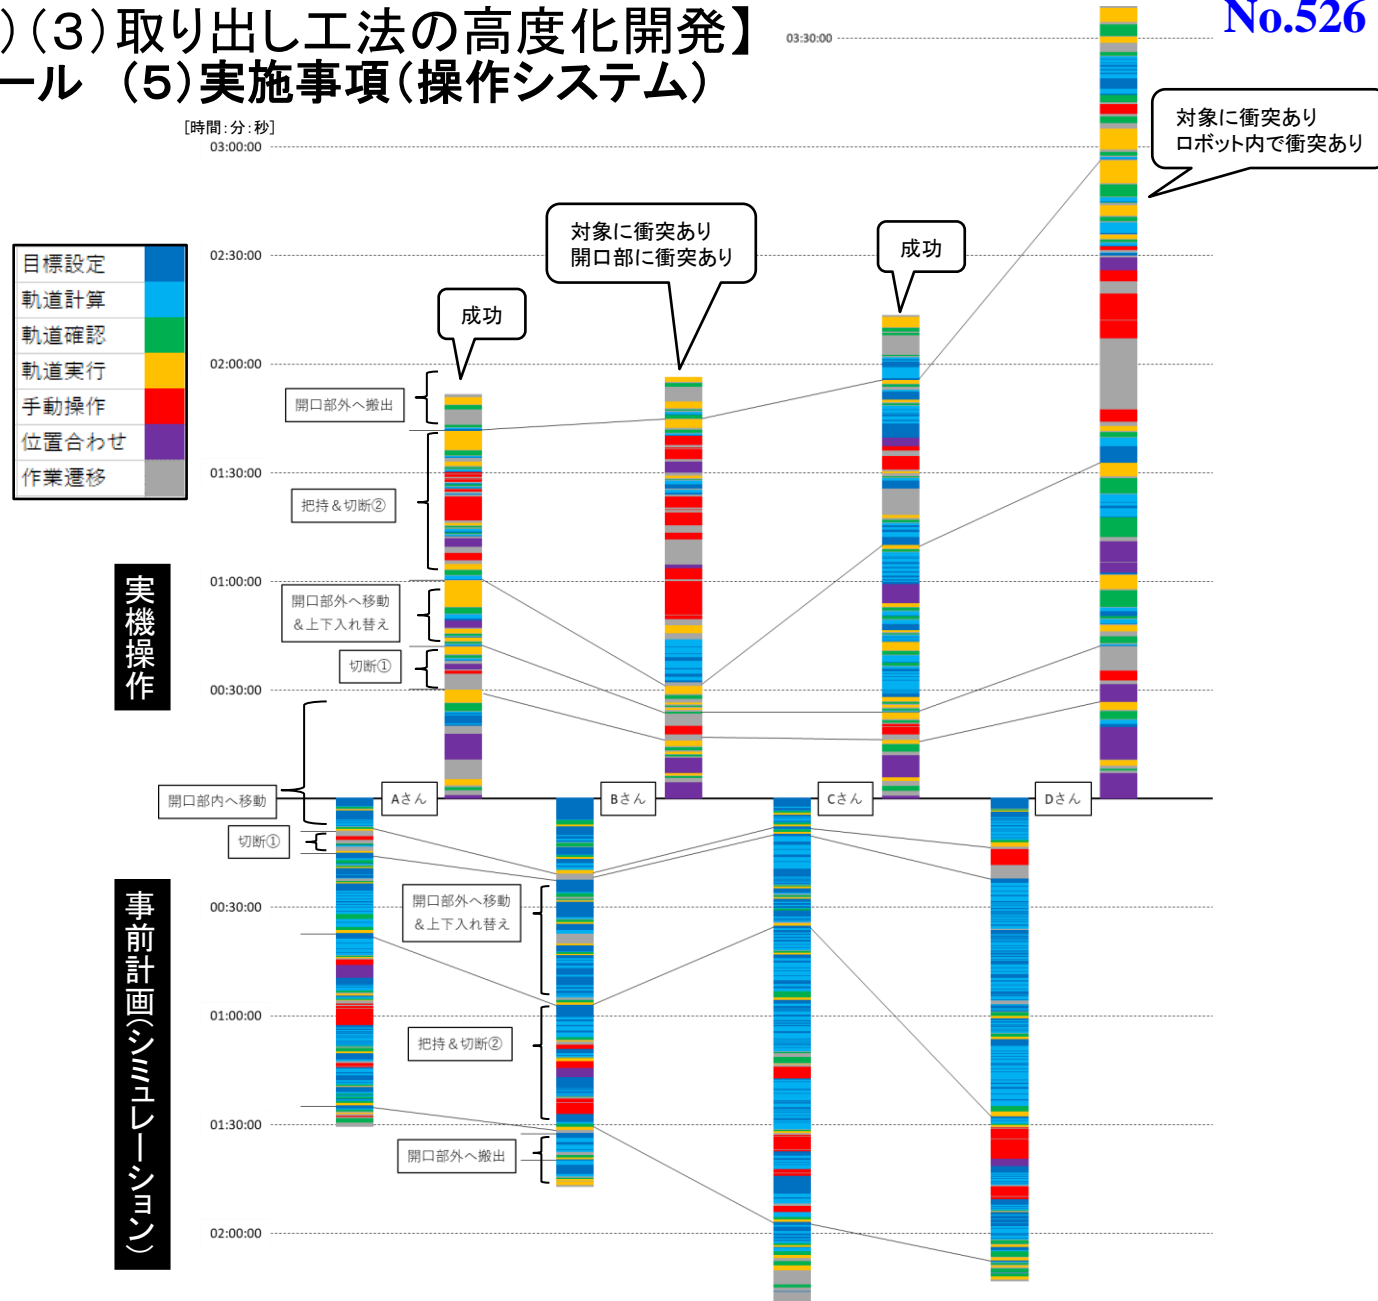 )(3)取り出し工法の高度化開発】
No.526
ール (5)実施事項(操作システム)
[時間:分:秒]
03:30:00
03:00:00
02:30:00
02:00:00
01:30:00
01:00:00
00:30:00
00:30:00
01:00:00
01:30:00
02:00:00
目標設定
軌道計算
軌道確認
軌道実行
手動操作
位置合わせ
作業遷移
成功
対象に衝突あり
開口部に衝突あり
成功
対象に衝突あり
ロボット内で衝突あり
実機操作
開口部外へ搬出
把持&切断②
開口部外へ移動
&上下入れ替え
切断①
開口部内へ移動
Aさん
Bさん
Cさん
Dさん
事前計画(シミュレーション)
切断①
開口部外へ移動
&上下入れ替え
把持&切断②
開口部外へ搬出